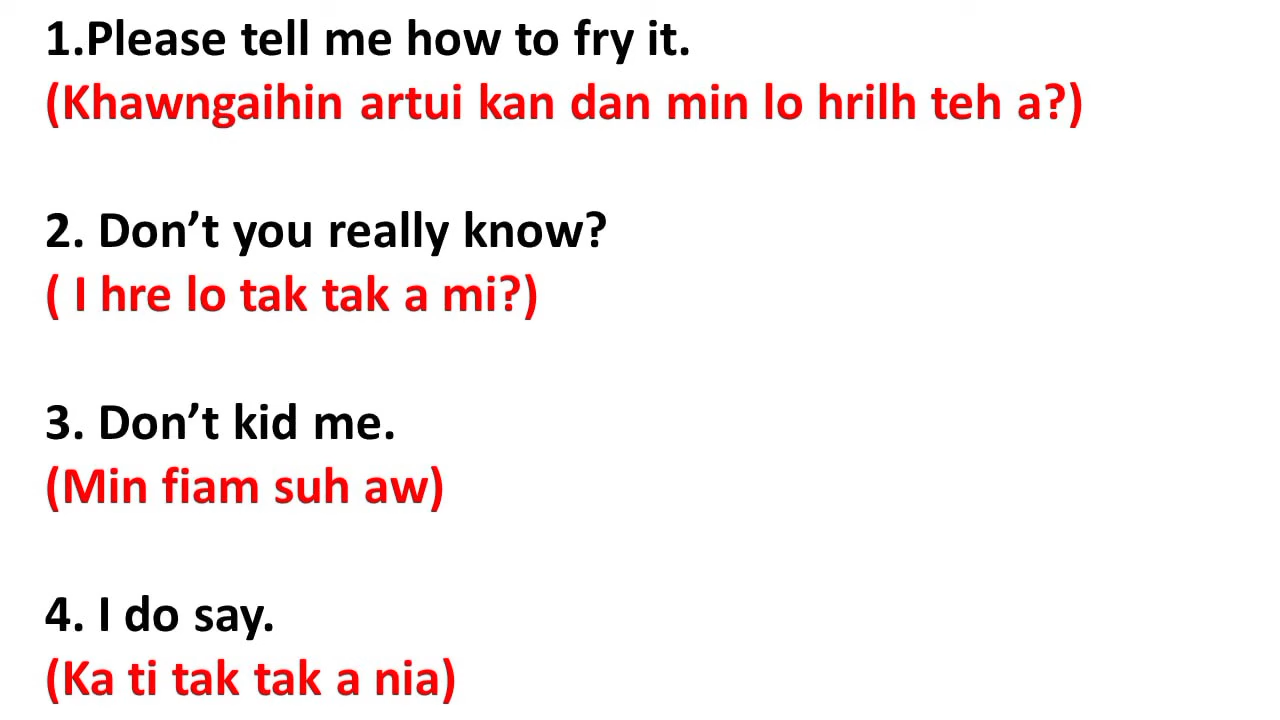 1.Please tell me how to fry it.
(Khawngaihin artui kan dan min lo hrilh teh a?)
2. Don’t you really know?
( I hre lo tak tak a mi?)
3. Don’t kid me.
(Min fiam suh aw)
4. I do say.
(Ka ti tak tak a nia)